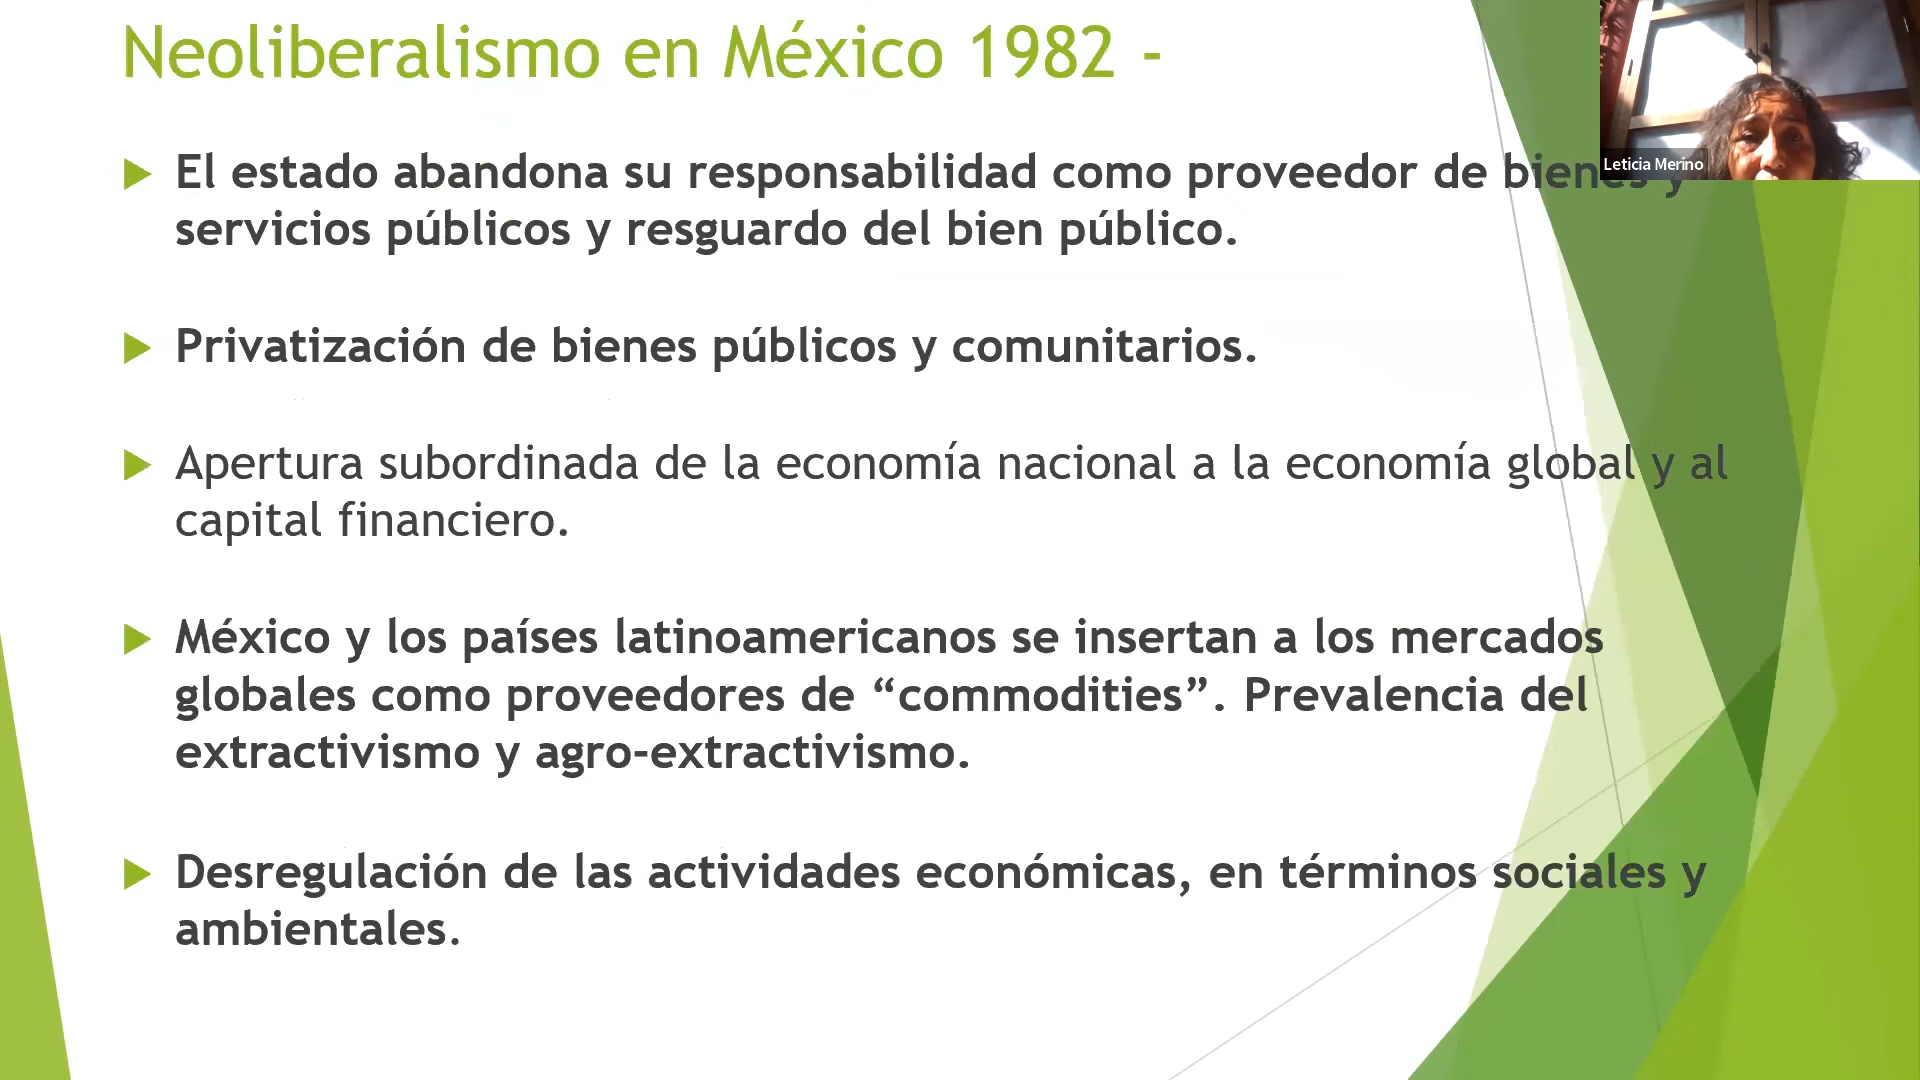 Neoliberalismo en México 1982 -
Leticia Merino
El estado abandona su responsabilidad como proveedor de bienes y
servicios públicos y resguardo del bien público.
Privatización de bienes públicos y comunitarios.
Apertura subordinada de la economía nacional a la economía global y al
capital financiero.
México y los países latinoamericanos se insertan a los mercados
globales como proveedores de “commodities”. Prevalencia del
extractivismo y agro-extractivismo.
Desregulación de las actividades económicas, en términos sociales y
ambientales.